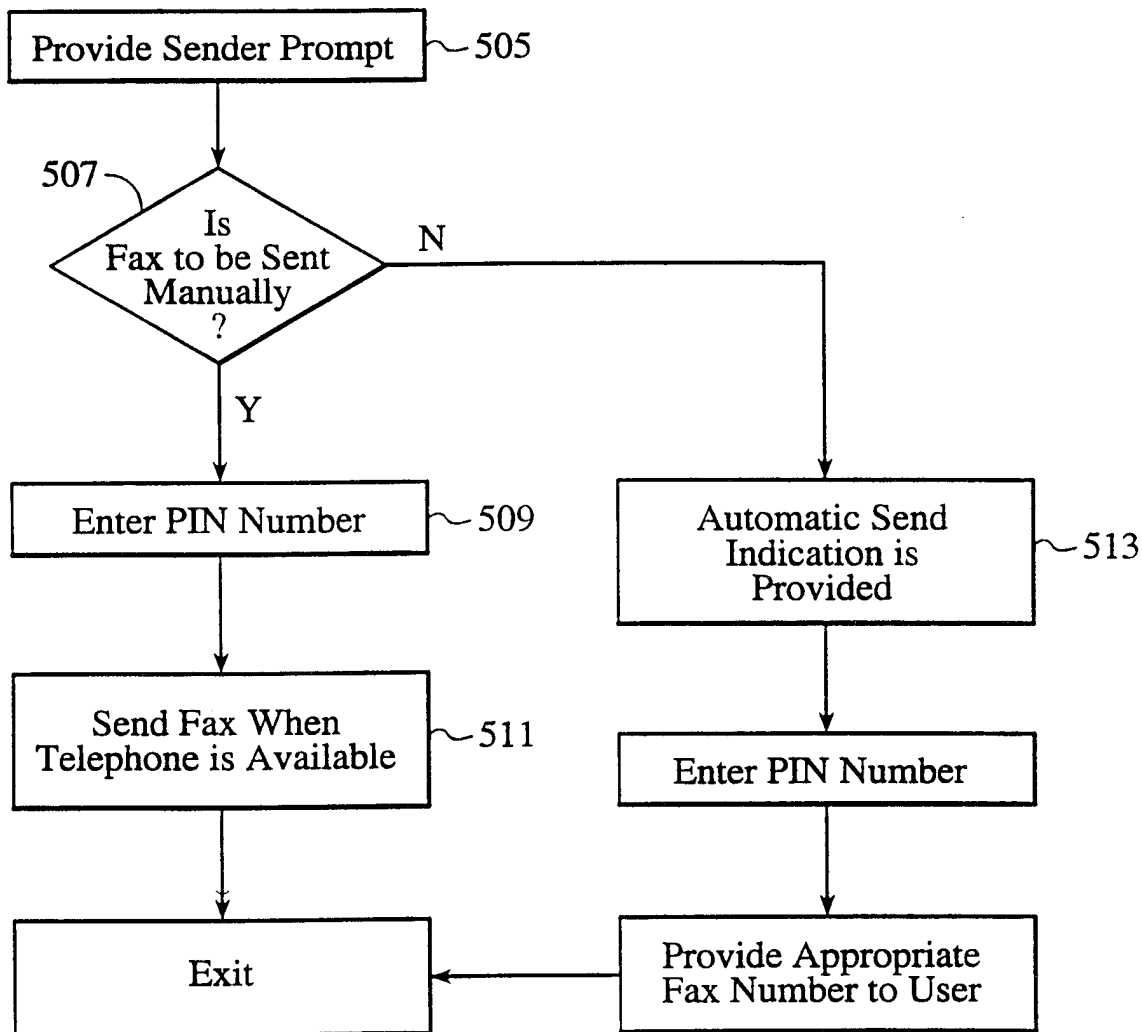 Provide Sender Prompt
505
507
Is
Fax to be Sent
Manually
?
N
Y
Enter PIN Number
509
Automatic Send
Indication is
Provided
513
Send Fax When
Telephone is Available
511
Enter PIN Number
Exit
Provide Appropriate
Fax Number to User